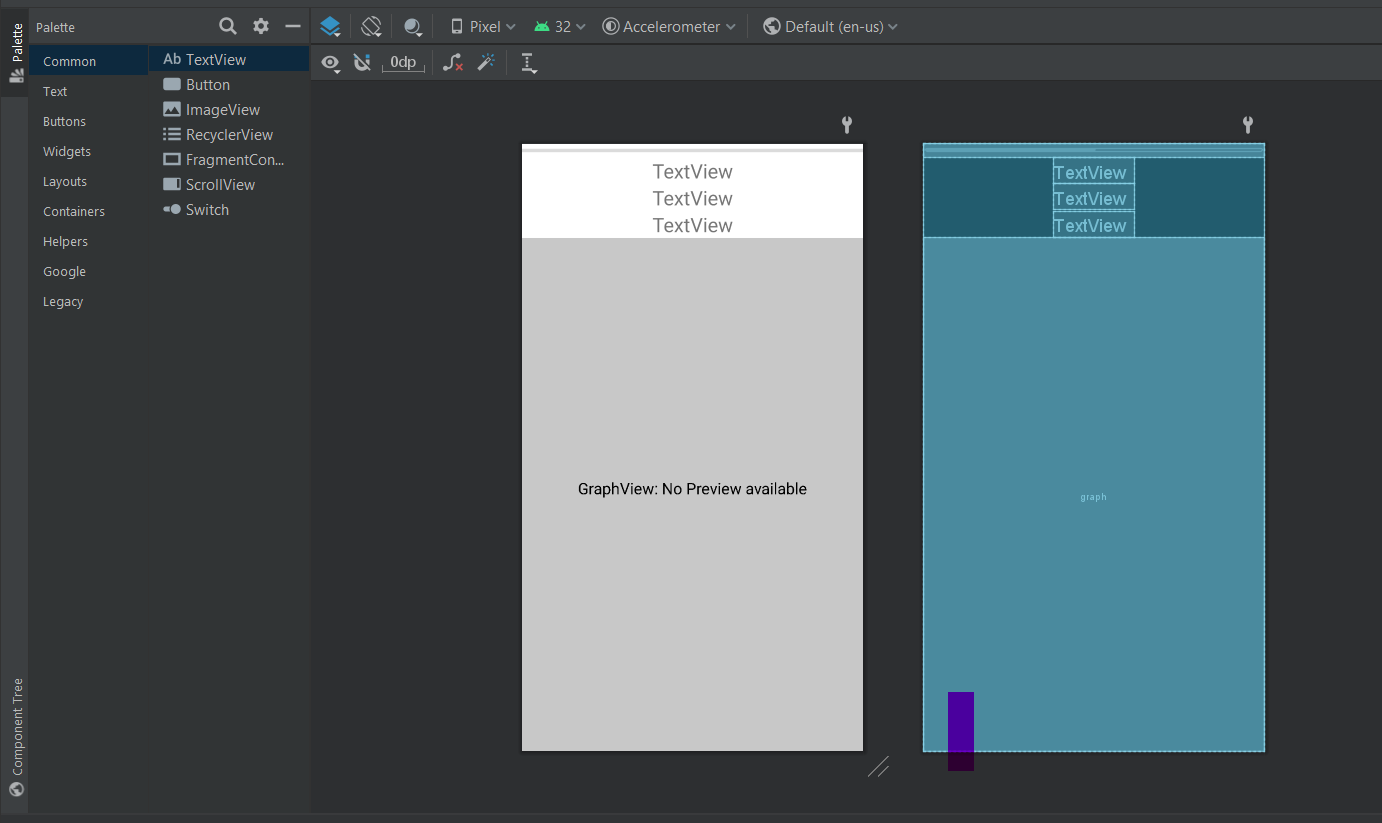 Palette
Component Tree
Palette
Pixel
32
Accelerometer
Default (en-us)
0dp
Common
Text
Buttons
Widgets
Layouts
Containers
Helpers
Google
Legacy
Ab TextView
Button
ImageView
RecyclerView
FragmentCon...
ScrollView
Switch
TextView
TextView
TextView
GraphView: No Preview available
TextView
TextView
TextView
graph